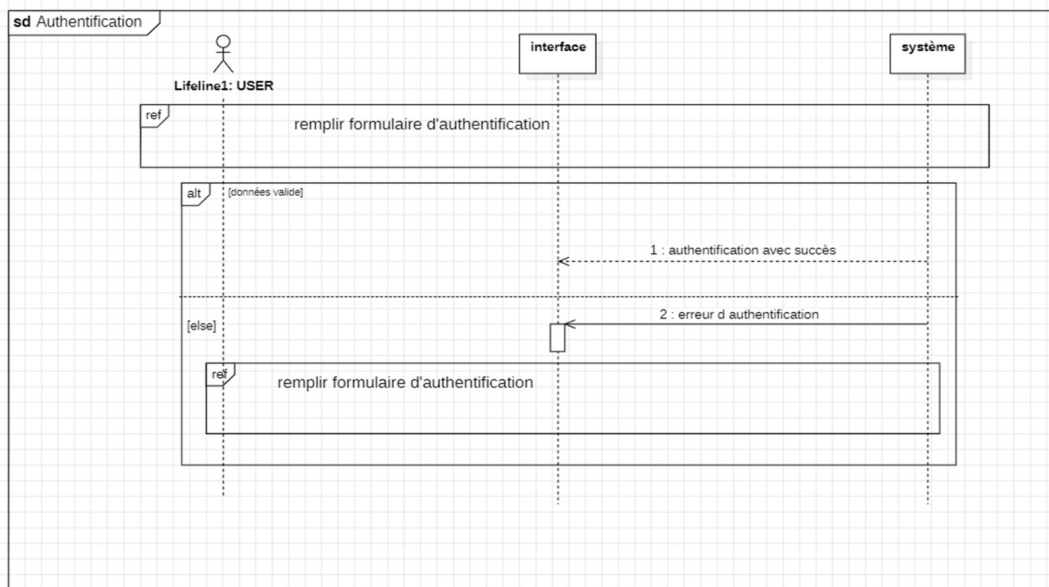 sd Authentification
interface
système
Lifeline1: USER
ref
remplir formulaire d'authentification
alt
[données valide]
1 : authentification avec succès
2 : erreur d authentification
[else]
ref
remplir formulaire d'authentification